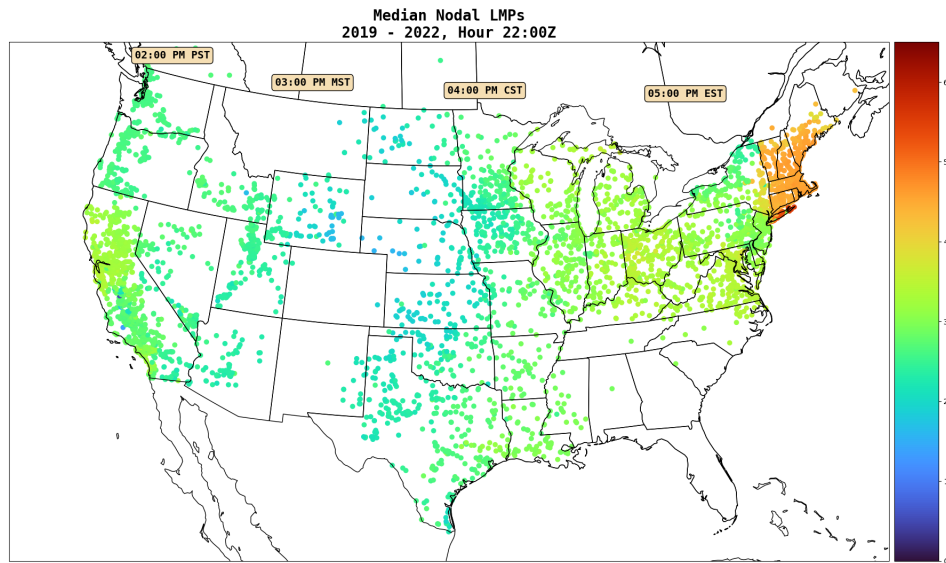 Median Nodal LMPs
2019 - 2022, Hour 22:00Z
02:00 PM PST
03:00 PM MST
04:00 PM CST
05:00 PM EST